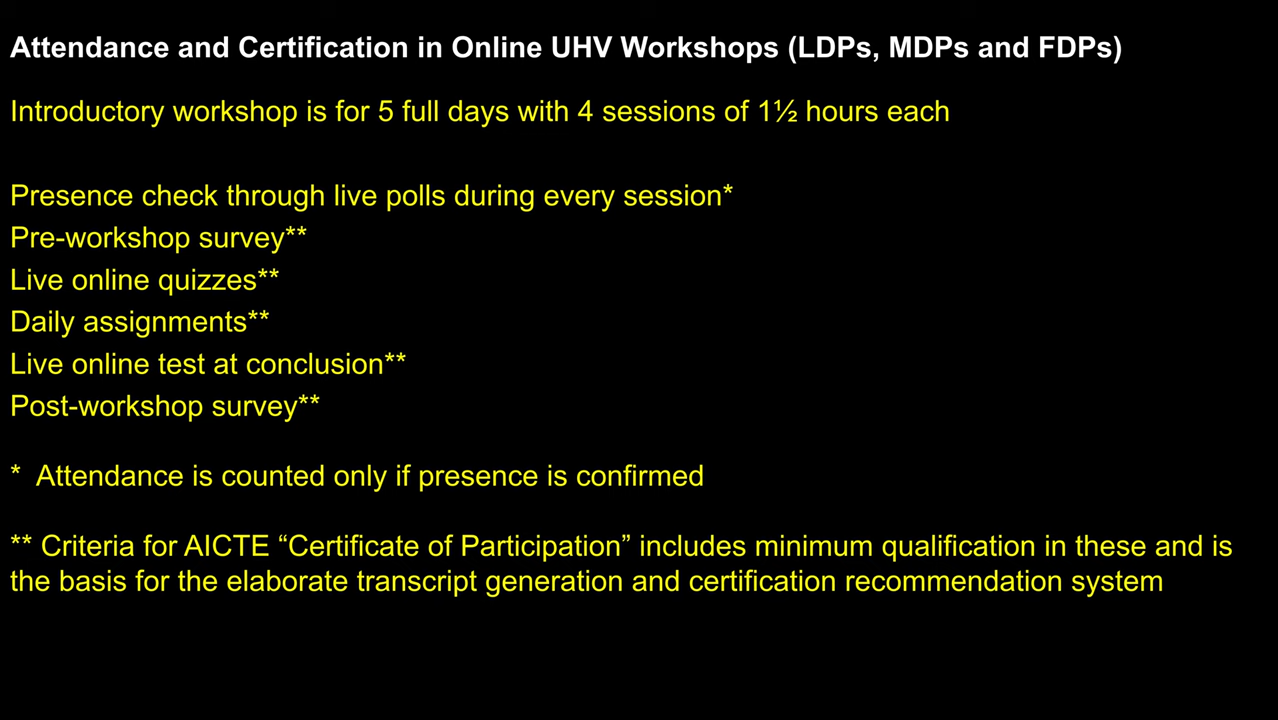 Attendance and Certification in Online UHV Workshops (LDPs, MDPs and FDPs)
Introductory workshop is for 5 full days with 4 sessions of 1½ hours each
Presence check through live polls during every session*
Pre-workshop survey**
Live online quizzes**
Daily assignments**
Live online test at conclusion**
Post-workshop survey**
* Attendance is counted only if presence is confirmed
** Criteria for AICTE “Certificate of Participation” includes minimum qualification in these and is
the basis for the elaborate transcript generation and certification recommendation system